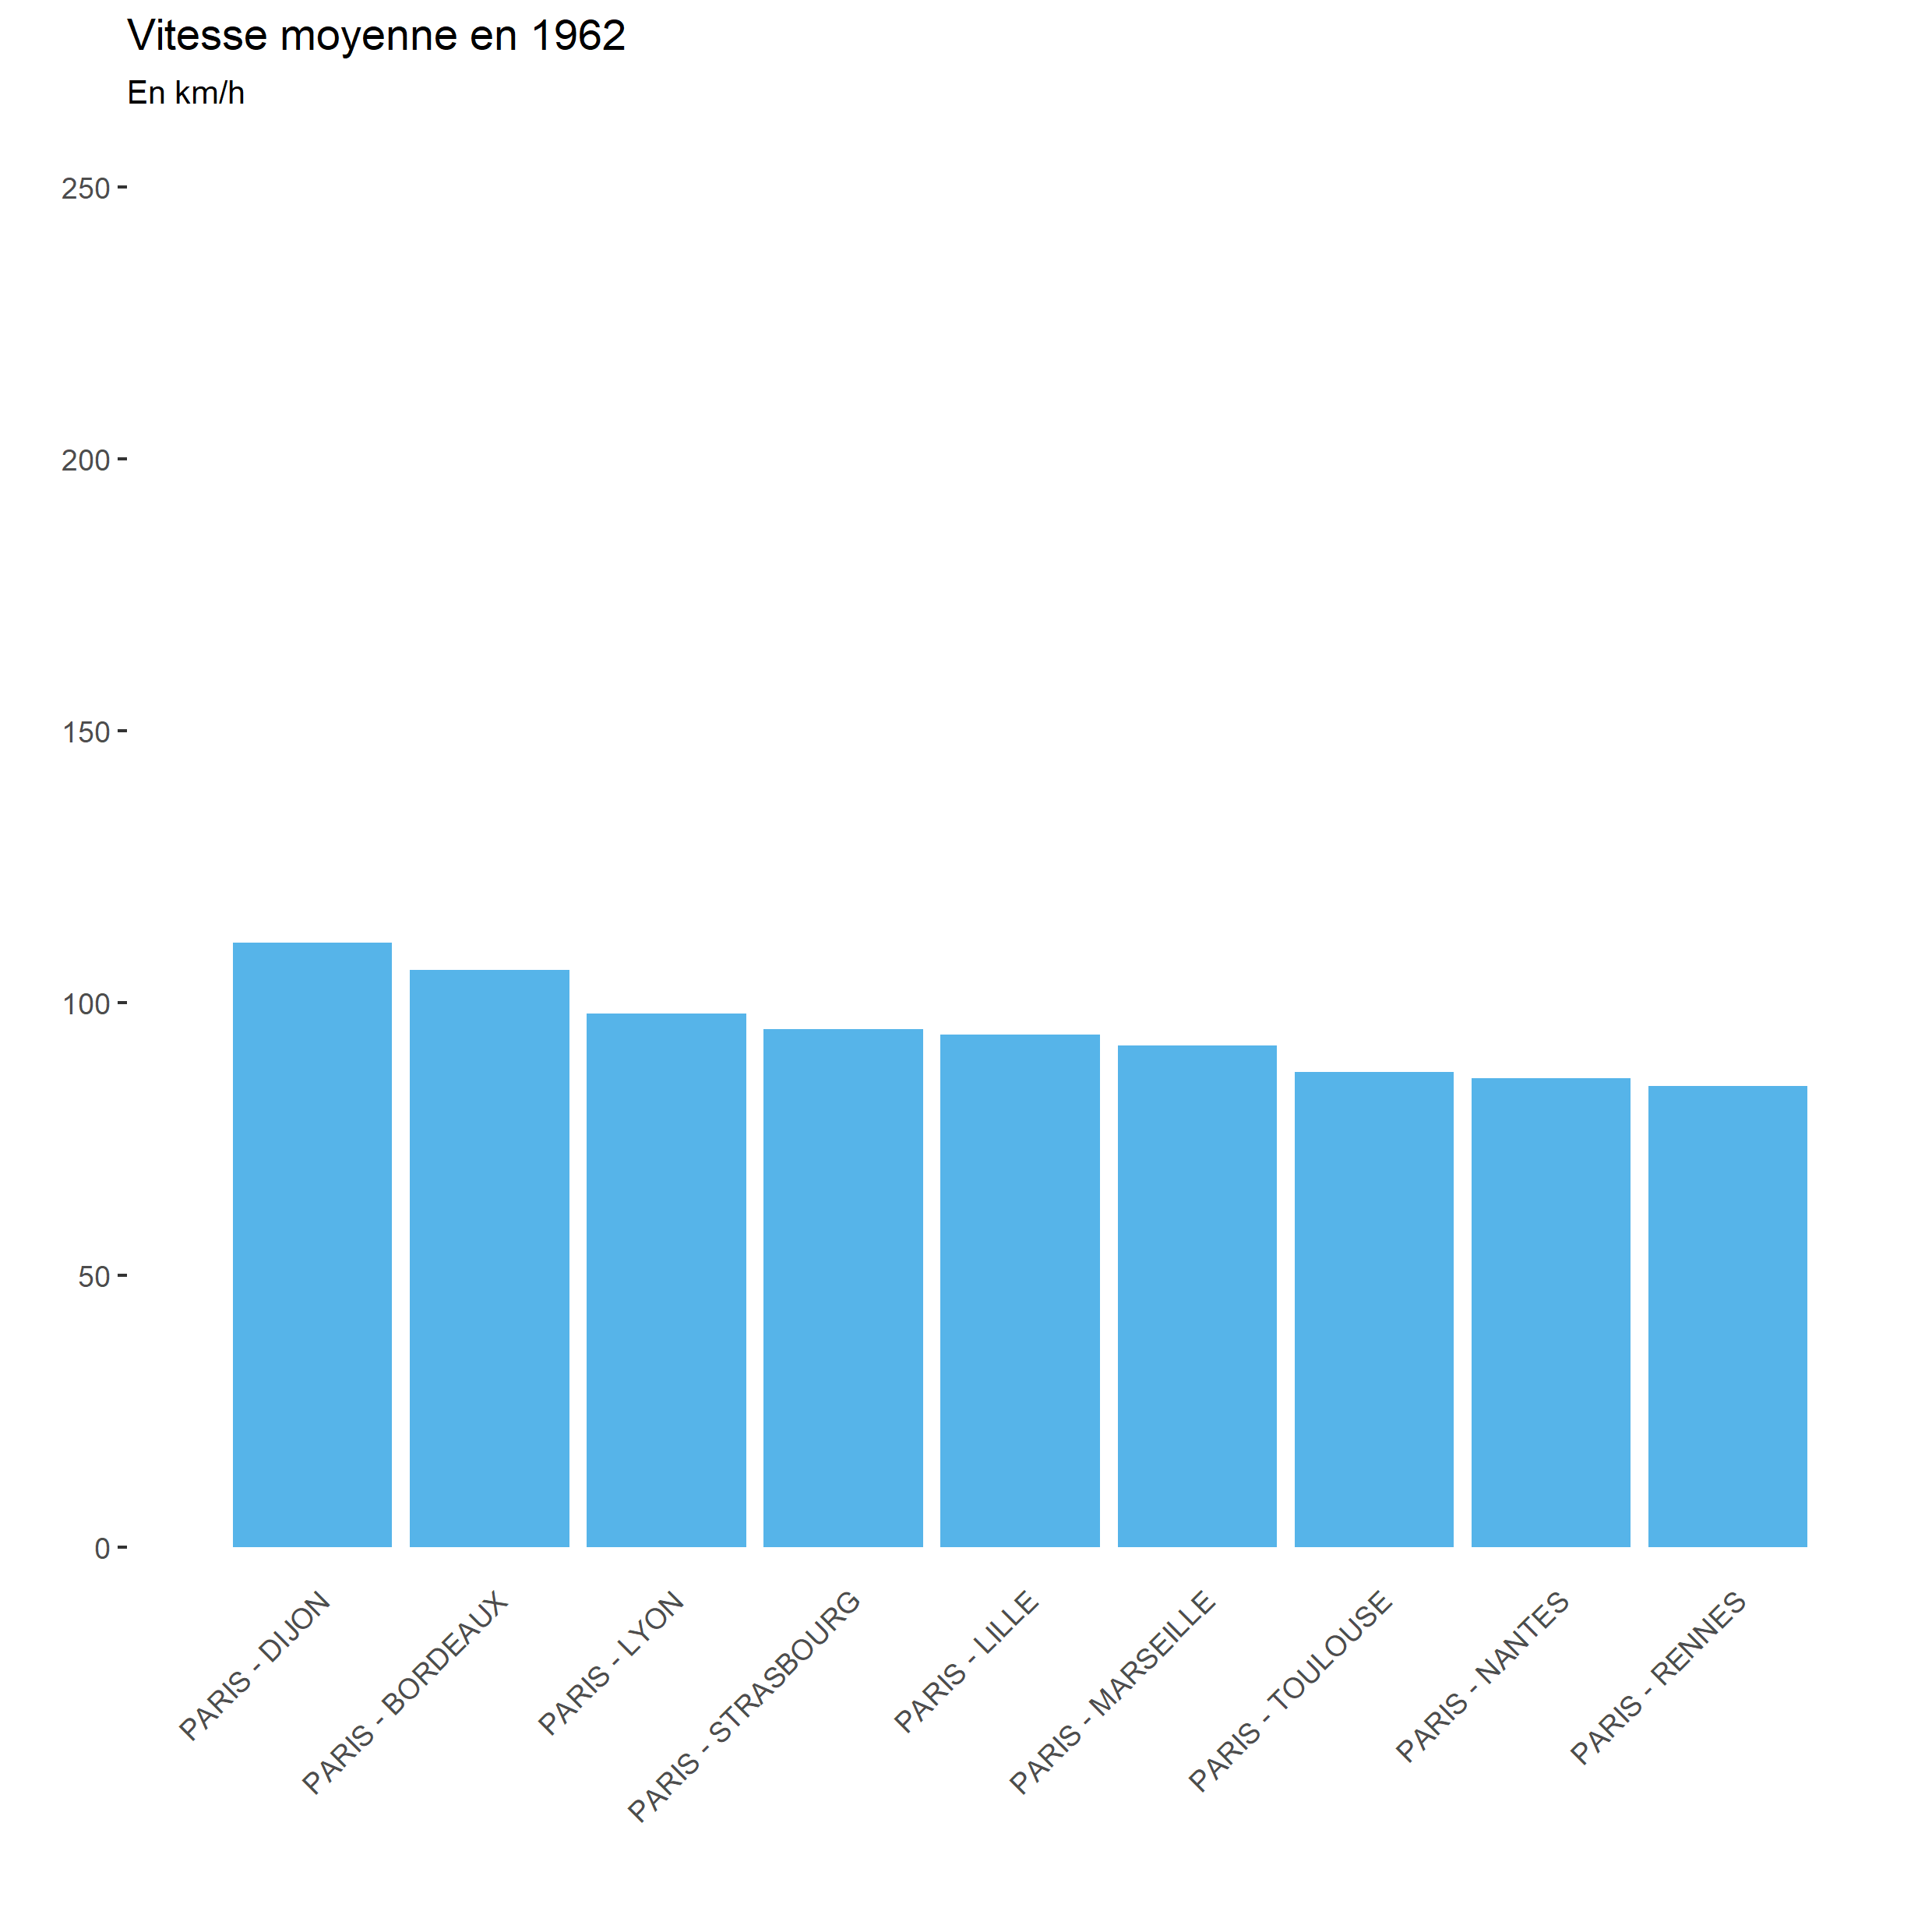 Vitesse moyenne en 1962
En km/h
250
200
150
100
50
0
PARIS - DIJON
PARIS - BORDEAUX
PARIS - LYON
PARIS - STRASBOURG
PARIS - LILLE
PARIS - MARSEILLE
PARIS - TOULOUSE
PARIS - NANTES
PARIS - RENNES